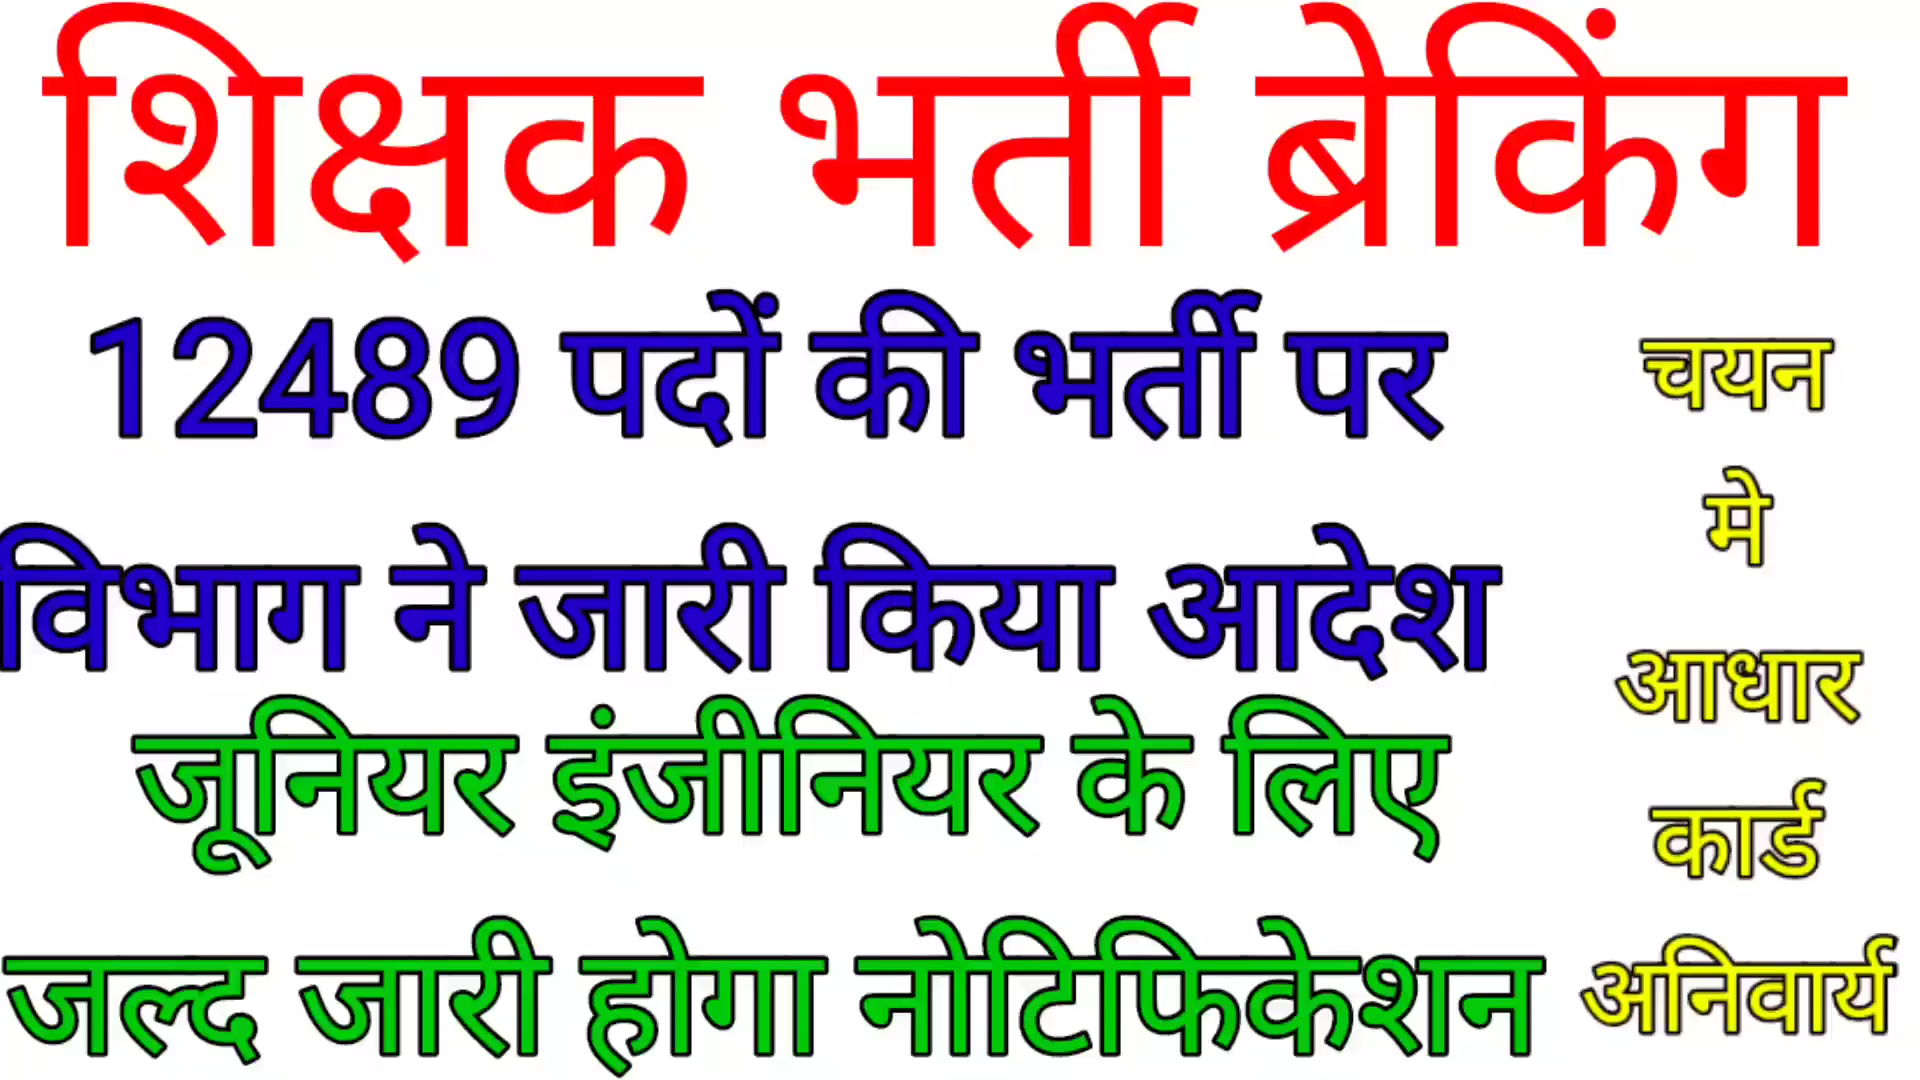 शिक्षक भर्ती ब्रेकिंग
12489 पदों की भर्ती पर
विभाग ने जारी किया आदेश
जूनियर इंजीनियर के लिए
जल्द जारी होगा नोटिफिकेशन
चयन
मे
आधार
कार्ड
अनिवार्य